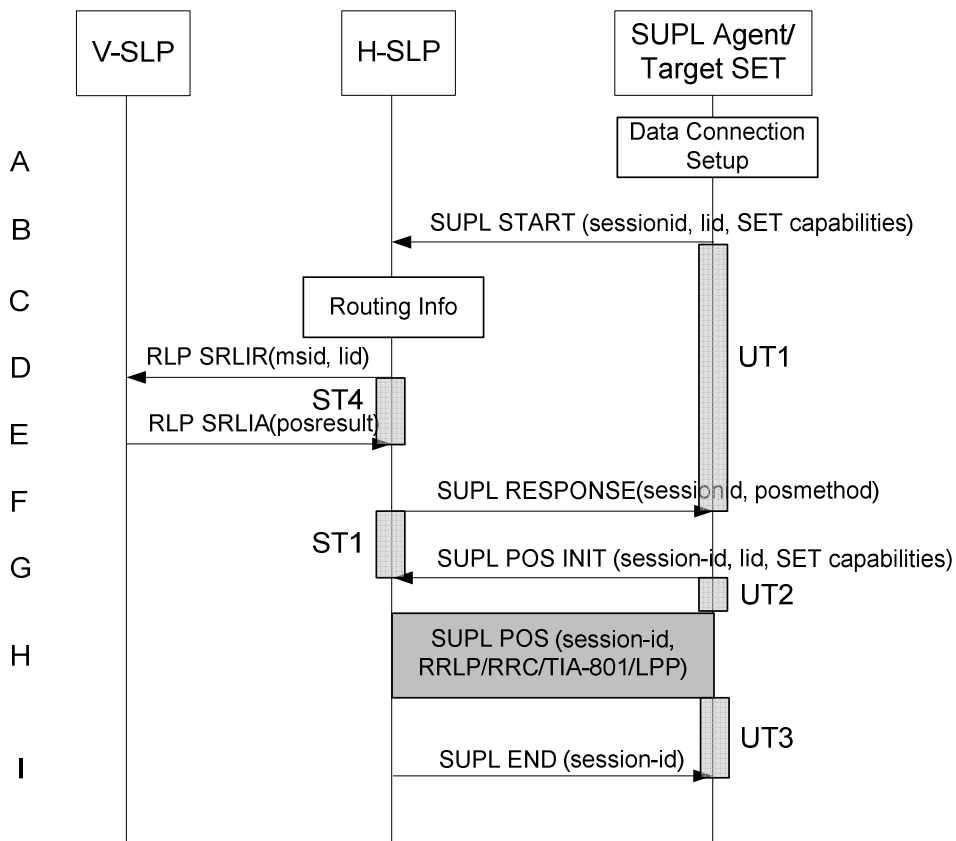 V-SLP
H-SLP
SUPL Agent/
Target SET
Data Connection
Setup
A
B
SUPL START (sessionid, lid, SET capabilities)
C
Routing Info
D
RLP SRLIR(msid, lid)
UT1
ST4
E
RLP SRLIA(posresult)
F
SUPL RESPONSE(sessionid, posmethod)
ST1
G
SUPL POS INIT (session-id, lid, SET capabilities)
UT2
H
SUPL POS (session-id,
RRLP/RRC/TIA-801/LPP)
UT3
I
SUPL END (session-id)